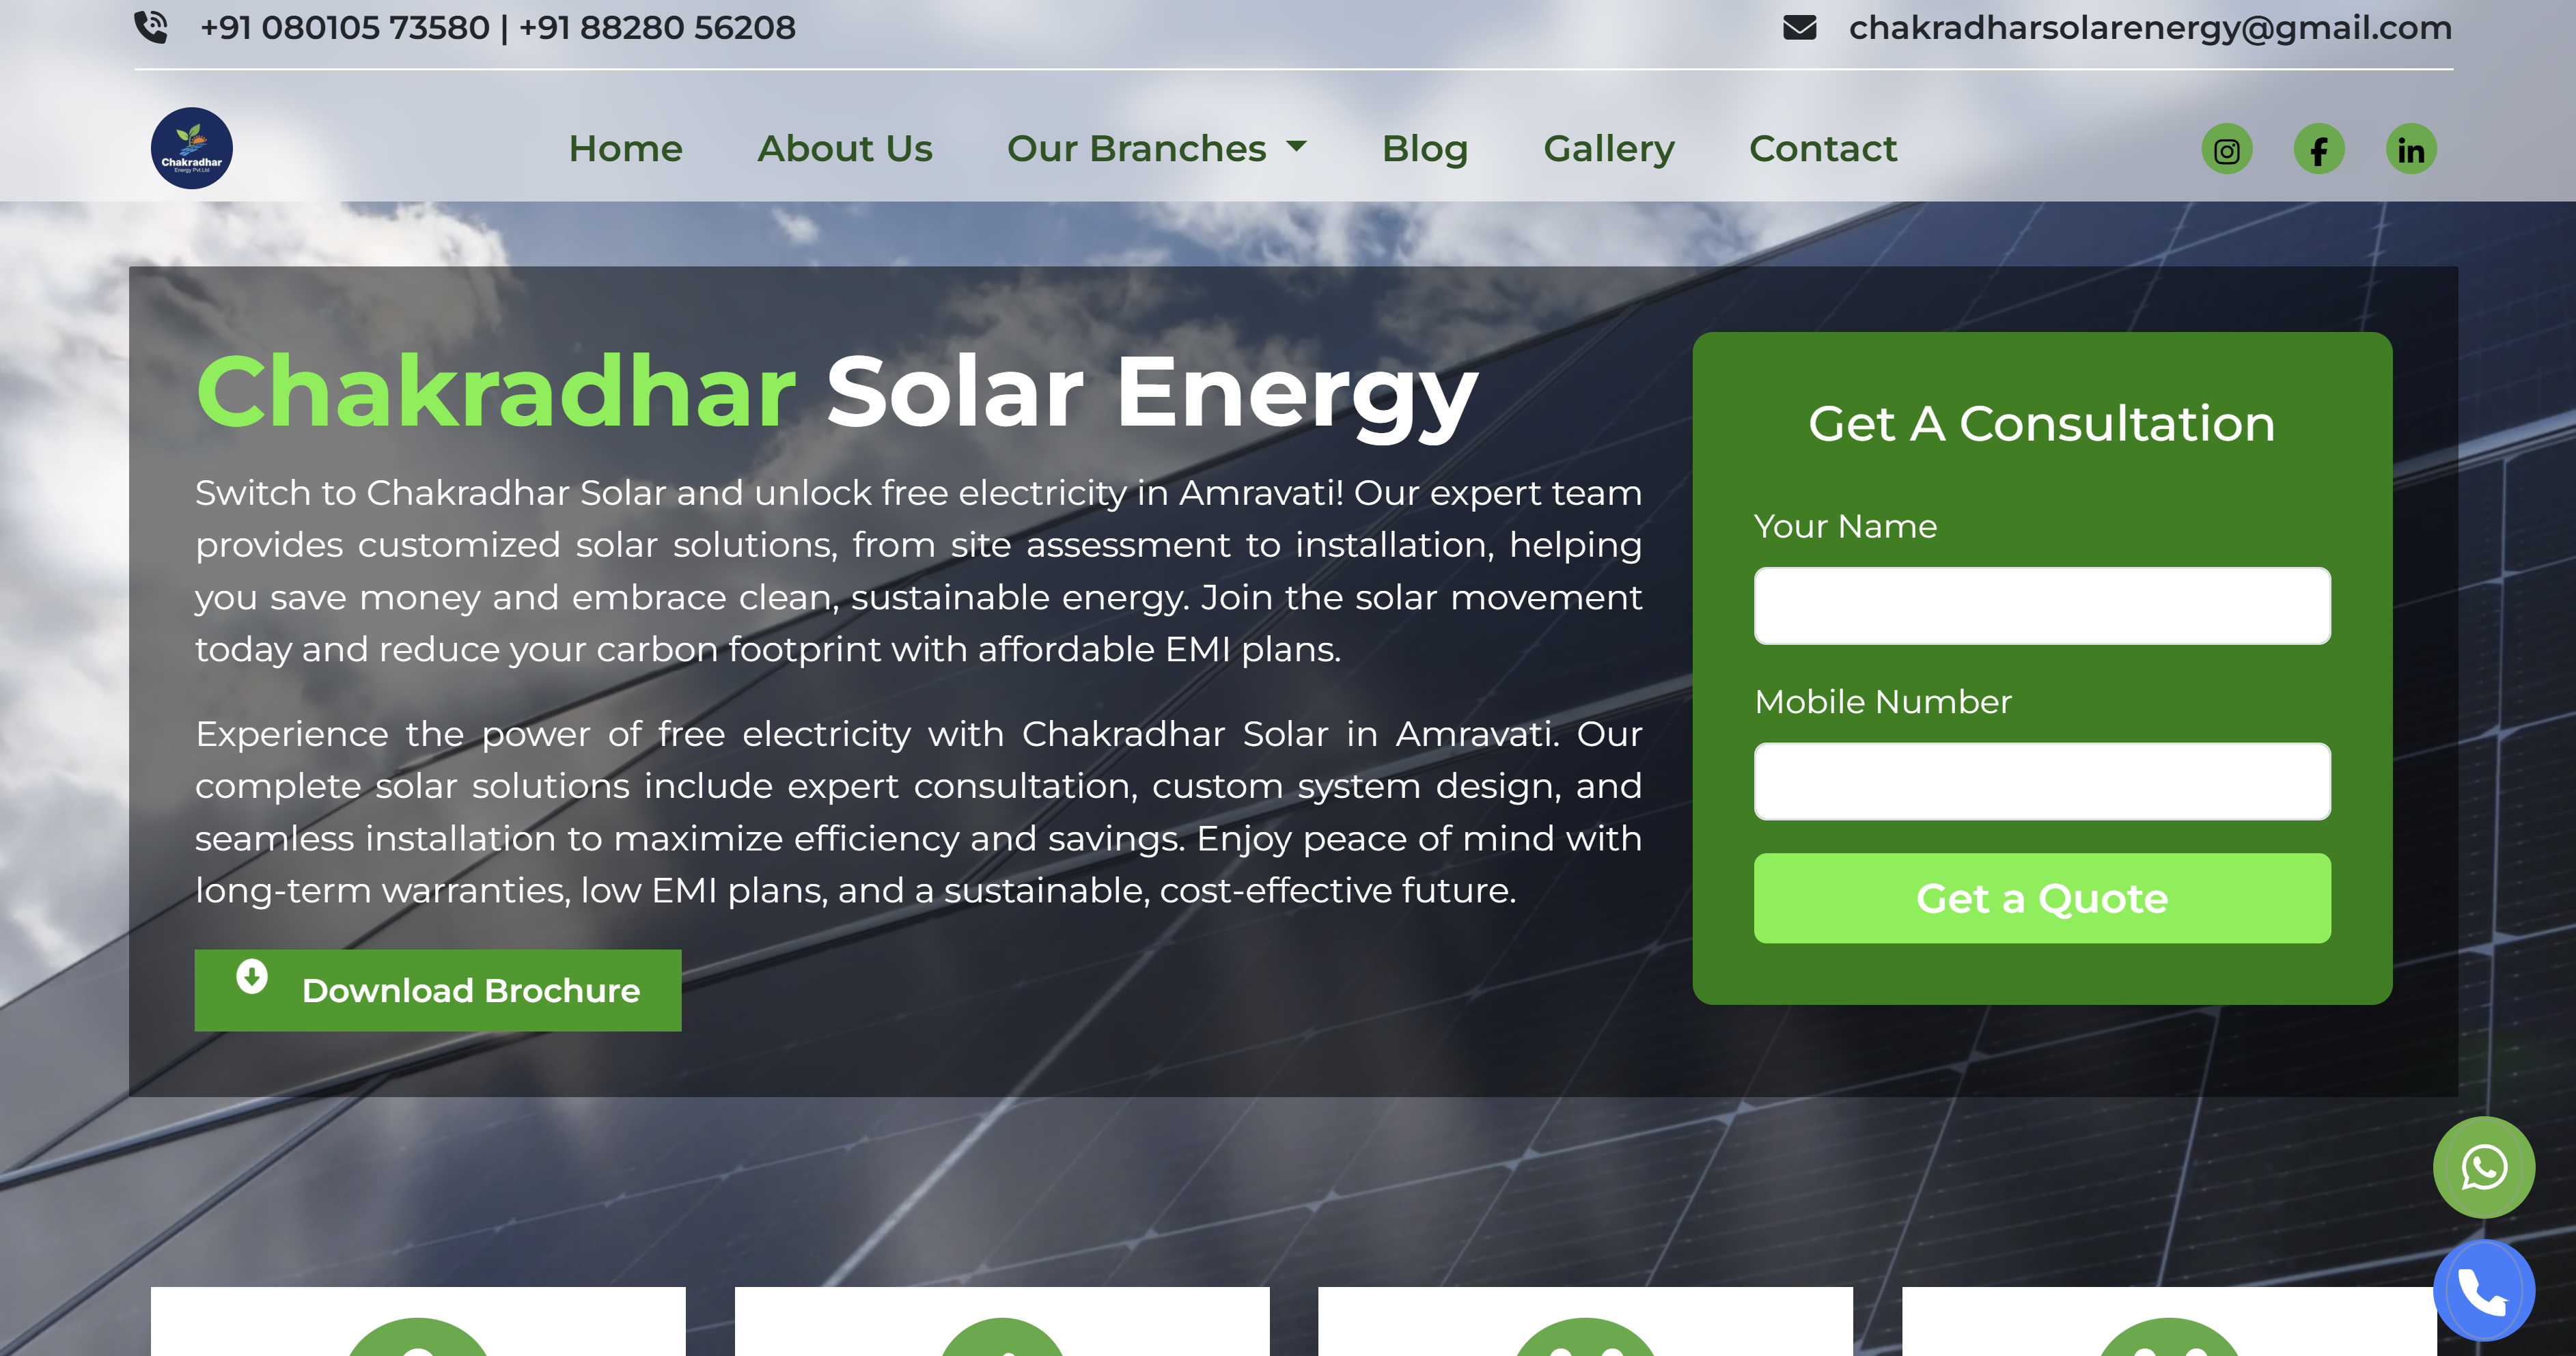 +91 080105 73580 | +91 88280 56208
chakradharsolarenergy@gmail.com
Chakradhar
Energy Pvt.Ltd
Home
About Us
Our Branches
Blog
Gallery
Contact
Chakradhar Solar Energy
Switch to Chakradhar Solar and unlock free electricity in Amravati! Our expert team
provides customized solar solutions, from site assessment to installation, helping
you save money and embrace clean, sustainable energy. Join the solar movement
today and reduce your carbon footprint with affordable EMI plans.
Experience the power of free electricity with Chakradhar Solar in Amravati. Our
complete solar solutions include expert consultation, custom system design, and
seamless installation to maximize efficiency and savings. Enjoy peace of mind with
long-term warranties, low EMI plans, and a sustainable, cost-effective future.
Download Brochure
Get A Consultation
Your Name
Mobile Number
Get a Quote